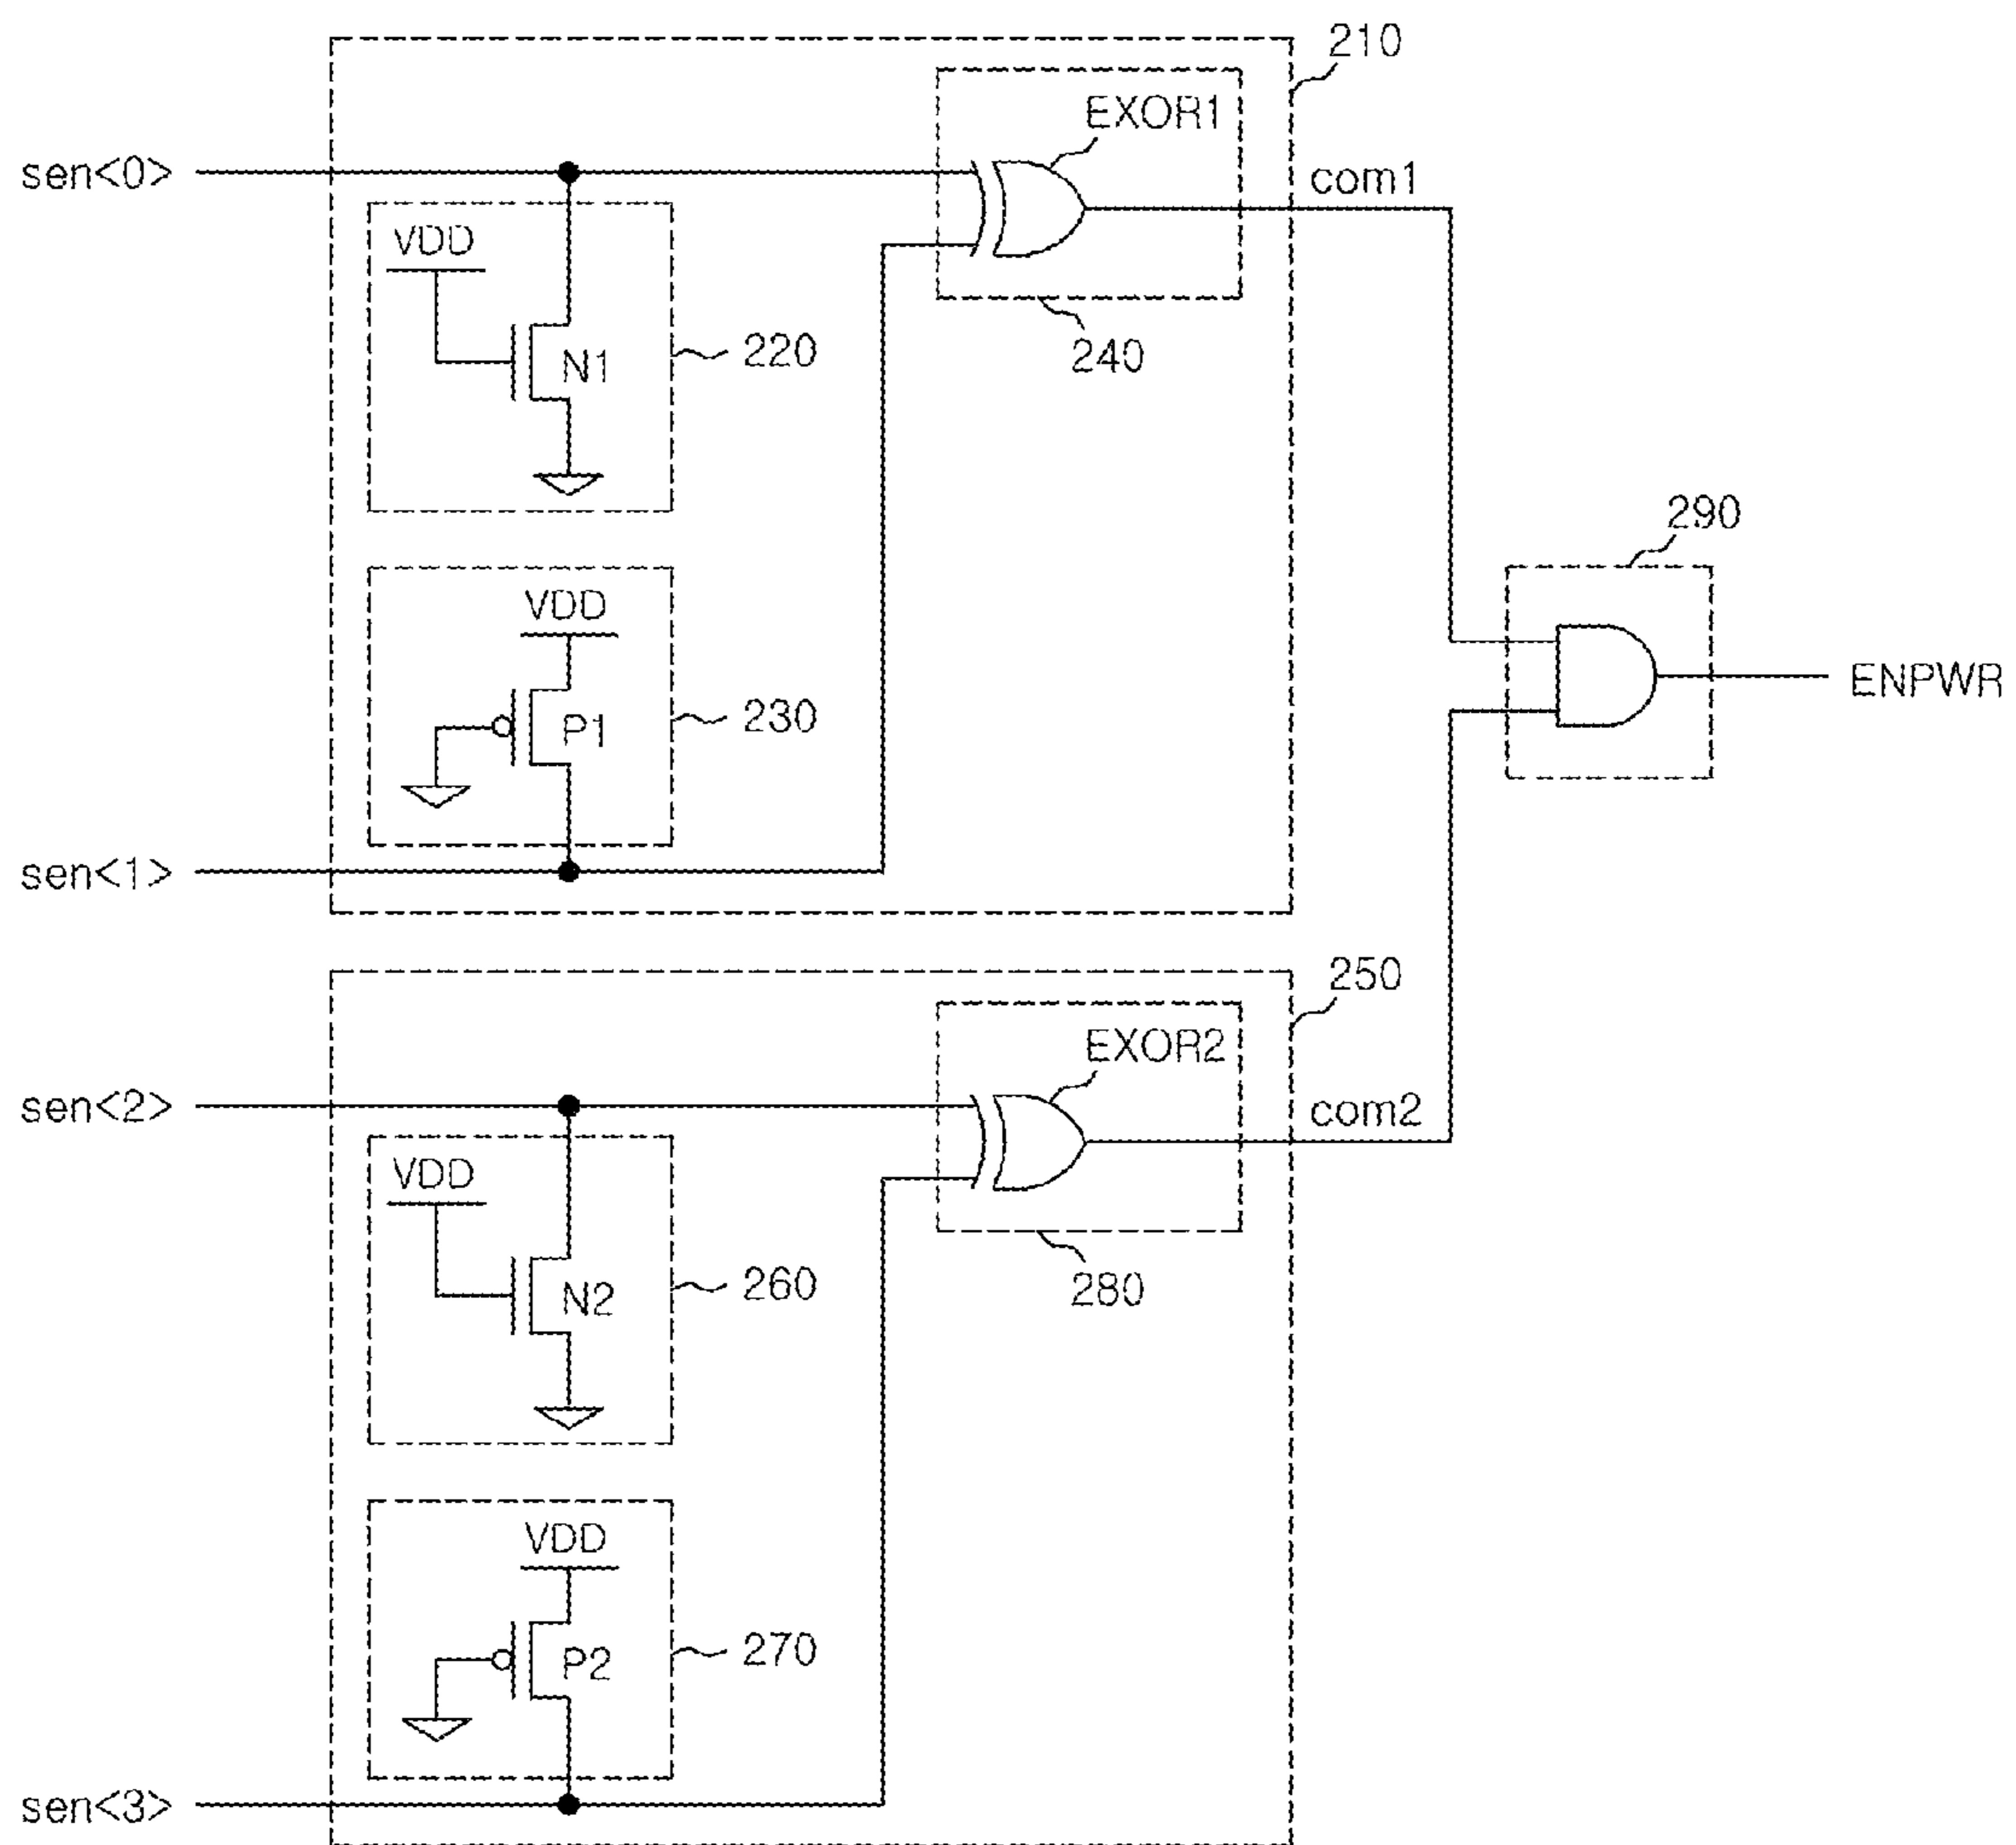 210
EXOR1
sen<0>
com1
VDD
N1
220
240
290
VDD
P1
230
ENPWR
sen<1>
250
EXOR2
sen<2>
com2
VDD
N2
260
280
VDD
P2
270
sen<3>